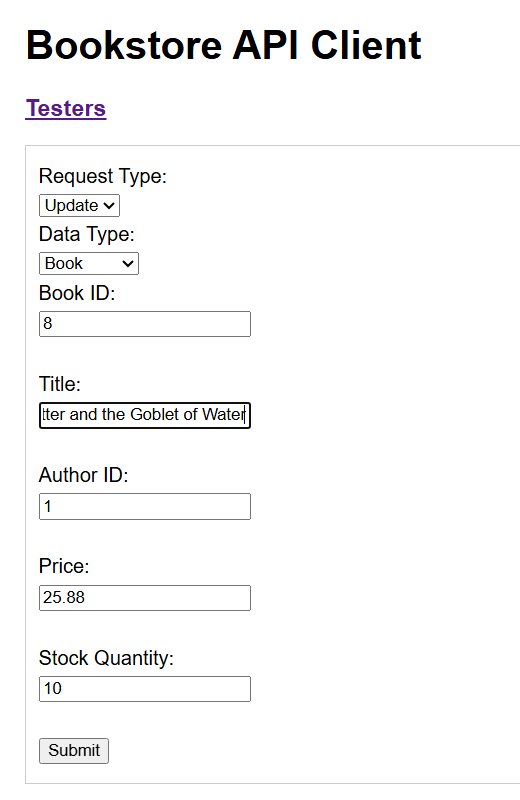 Bookstore API Client
Testers
Request Type:
Update
Data Type:
Book
Book ID:
8
Title:
tter and the Goblet of Water
Author ID:
1
Price:
25.88
Stock Quantity:
10
Submit